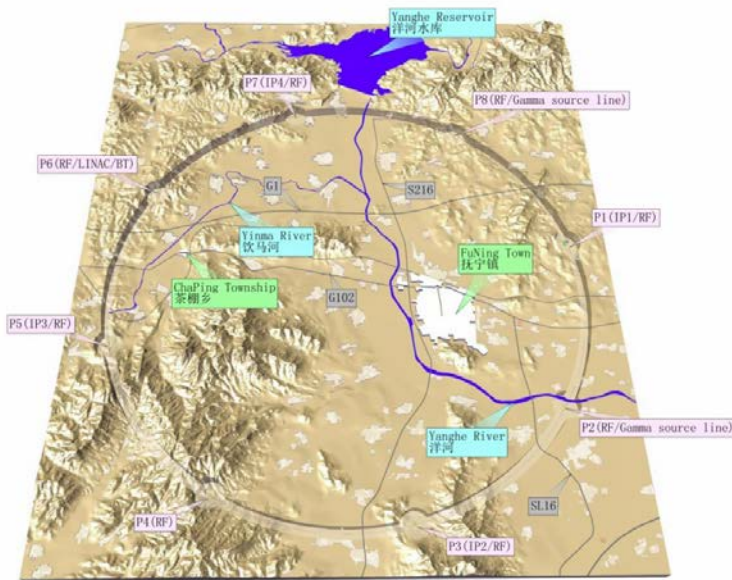 Yanghe Reservoir
洋河水库
P7(IP4/RF)
P8(RF/Gamma source line)
P6(RF/LINAC/BT)
G1
S216
P1(IP1/RF)
Yinma River
饮马河
FuNing Town
抚宁镇
ChaPing Township
茶棚乡
G102
P5(IP3/RF)
P2(RF/Gamma source line)
Yanghe River
洋河
SL16
P4(RF)
P3(IP2/RF)